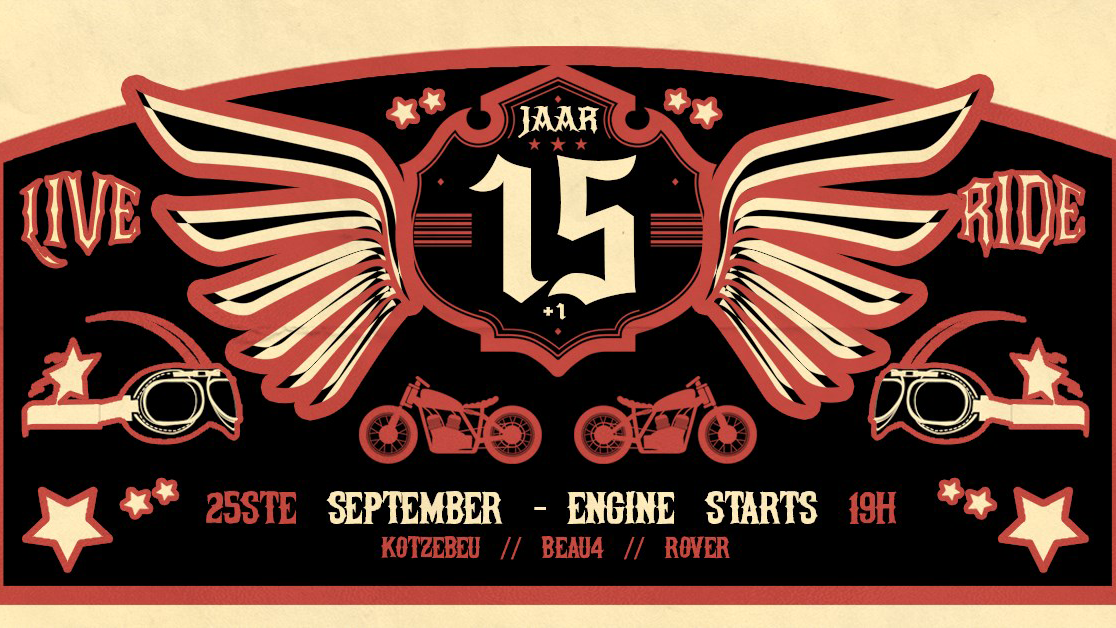 JAAR
15
+1
LIVE
RIDE
25STE SEPTEMBER - ENGINE STARTS 19H
KOTZEBEU // BEAU4 // ROVER